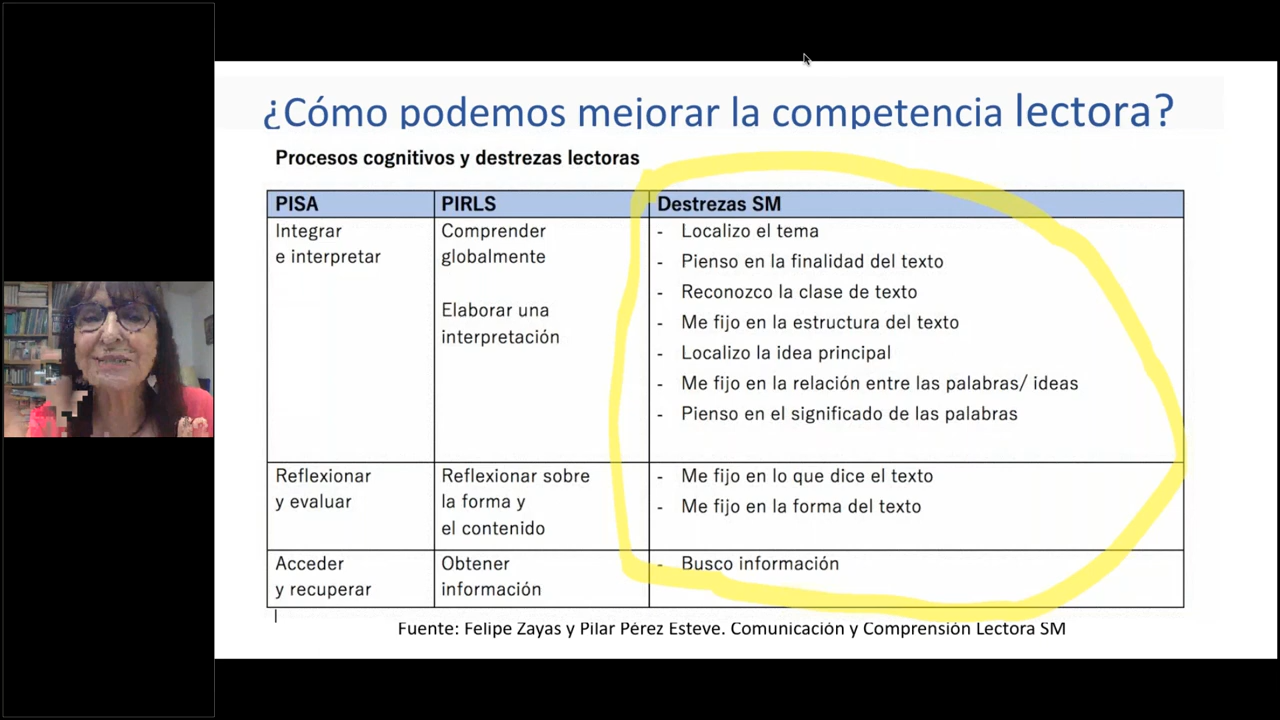 ¿Cómo podemos mejorar la competencia lectora?
Procesos cognitivos y destrezas lectoras
PISA
PIRLS
Destrezas SM
Integrar
e interpretar
Comprender
globalmente
Elaborar una
interpretación
- Localizo el tema
- Pienso en la finalidad del texto
- Reconozco la clase de texto
- Me fijo en la estructura del texto
- Localizo la idea principal
- Me fijo en la relación entre las palabras/ ideas
- Pienso en el significado de las palabras
Reflexionar
y evaluar
Reflexionar sobre
la forma y
el contenido
- Me fijo en lo que dice el texto
- Me fijo en la forma del texto
Acceder
y recuperar
Obtener
información
- Busco información
Fuente: Felipe Zayas y Pilar Pérez Esteve. Comunicación y Comprensión Lectora SM